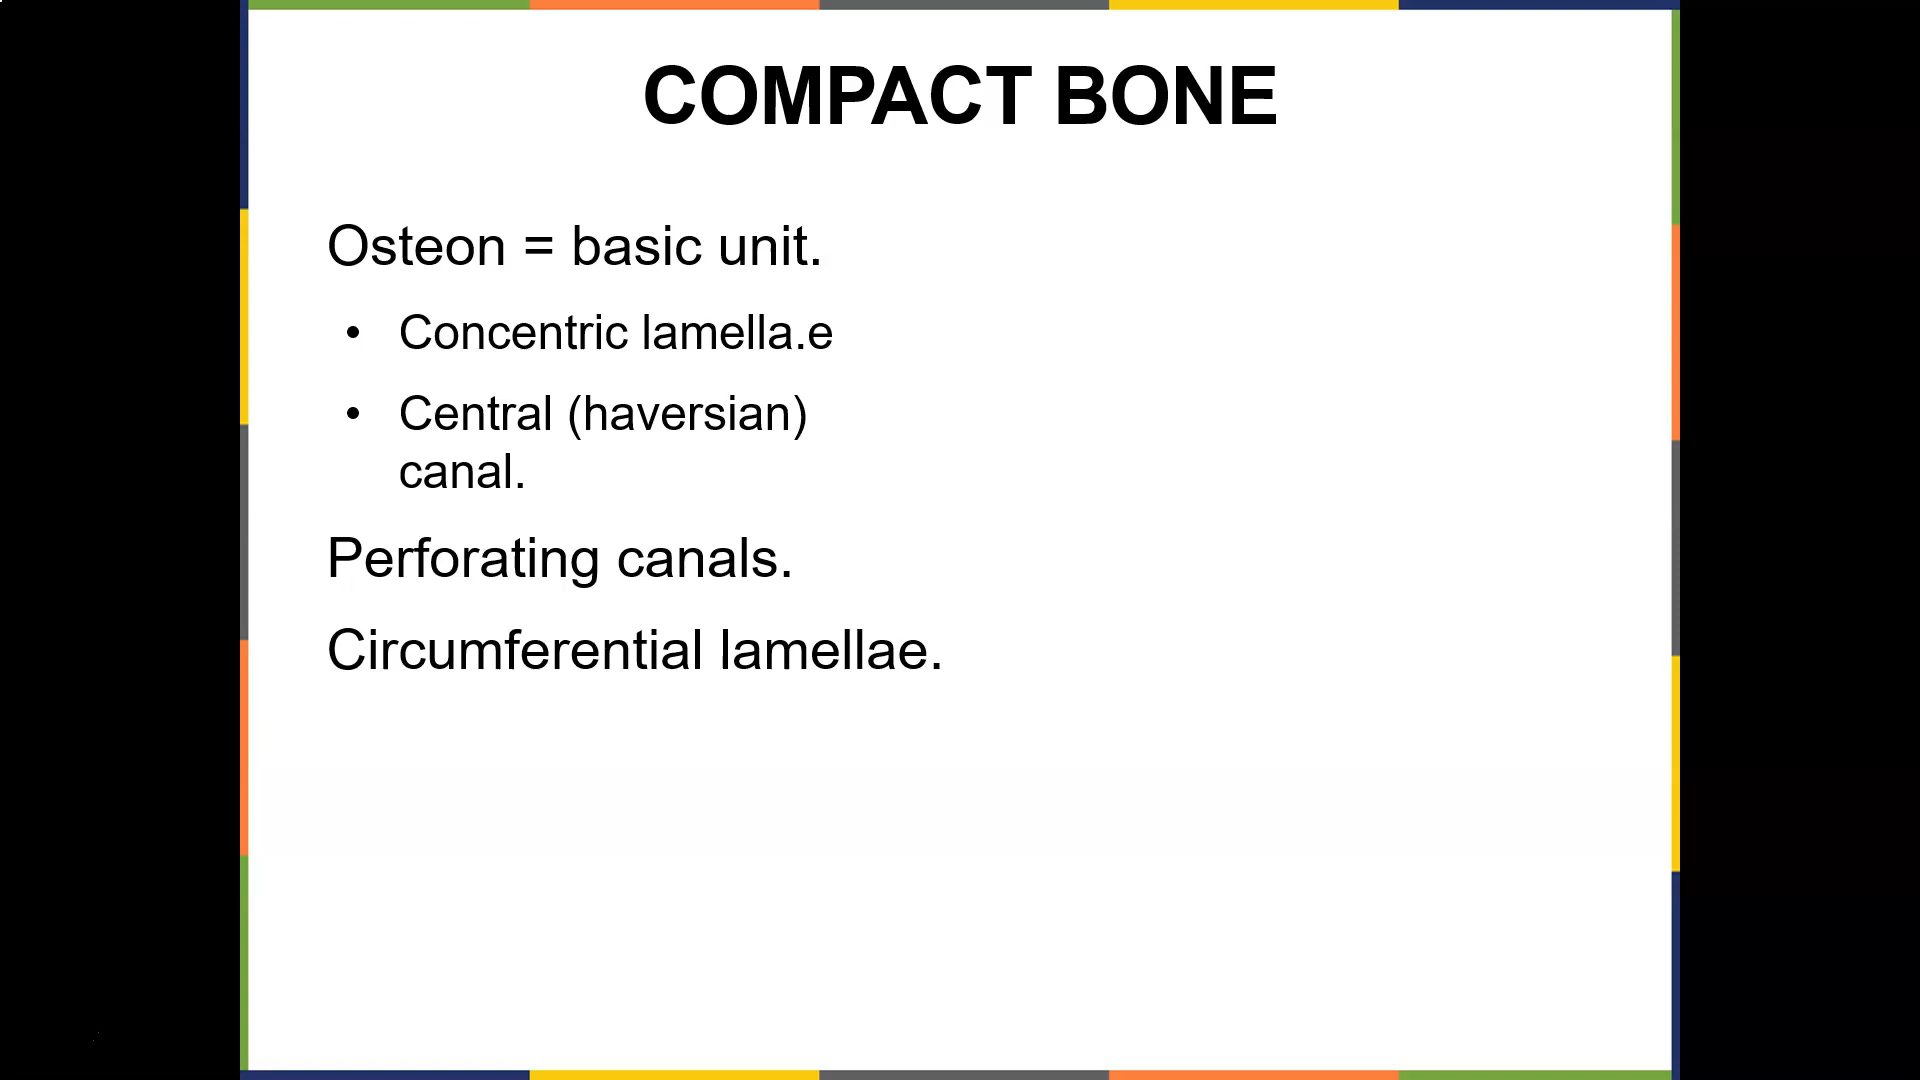 COMPACT BONE
Osteon = basic unit.
• Concentric lamella.e
• Central (haversian)
canal.
Perforating canals.
Circumferential lamellae.